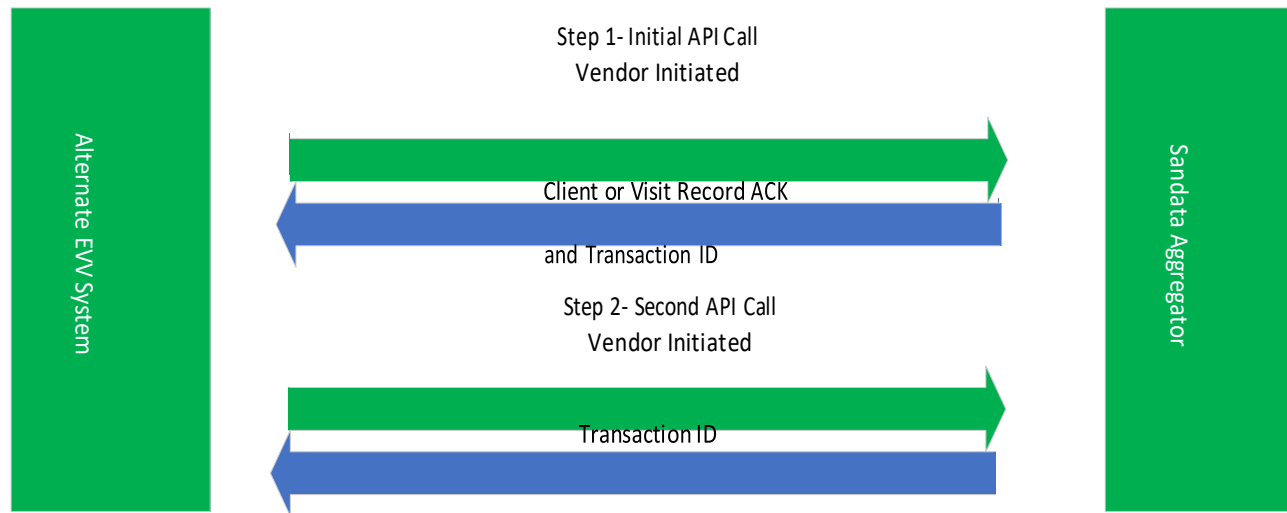 Alternate EVV System
Step 1- Initial API Call
Vendor Initiated
Client or Visit Record ACK
and Transaction ID
Step 2- Second API Call
Vendor Initiated
Transaction ID
Sandata Aggregator